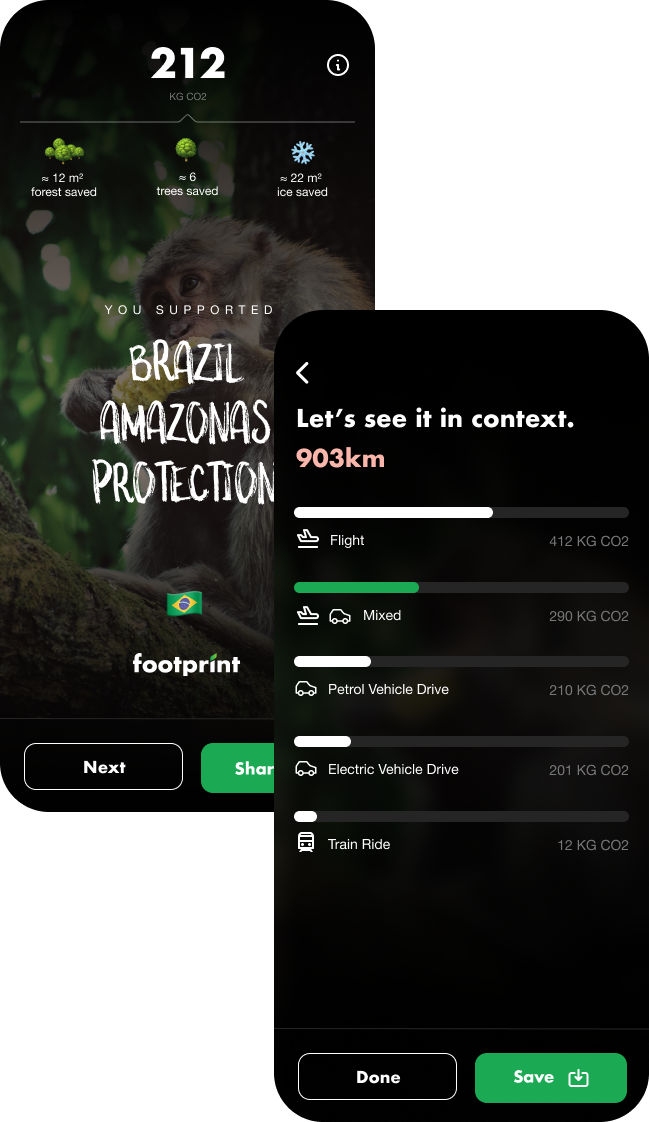 212
KG CO2
≈ 12 m²
forest saved
≈ 6
trees saved
≈ 22 m²
ice saved
YOU SUPPORTED
BRAZIL
AMAZONAS
PROTECTION
footprint
Next
Shar
Let’s see it in context.
903km
Flight 412 KG CO2
Mixed 290 KG CO2
Petrol Vehicle Drive 210 KG CO2
Electric Vehicle Drive 201 KG CO2
Train Ride 12 KG CO2
Done
Save